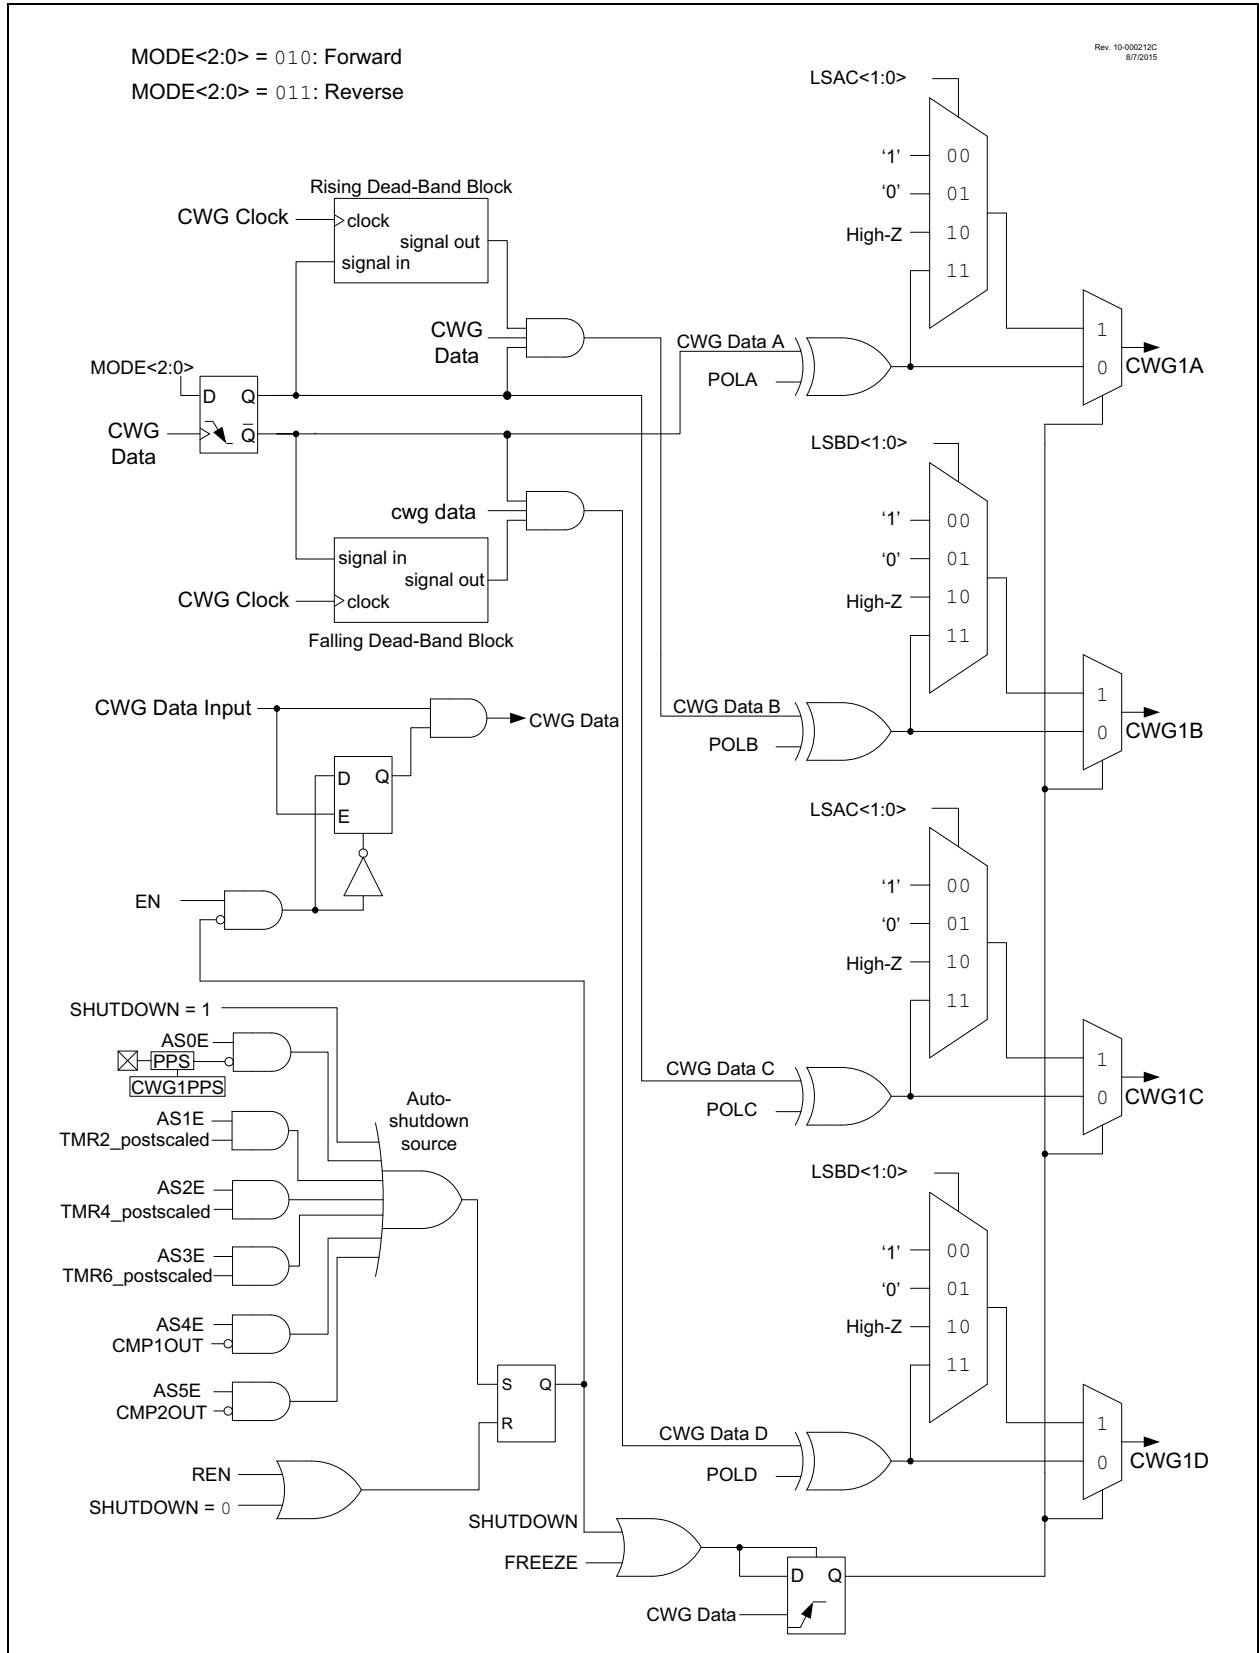 MODE<2:0> = 010: Forward
MODE<2:0> = 011: Reverse
Rev. 10-000212C
8/7/2015
LSAC<1:0>
'1'
00
'0'
01
High-Z
10
11
Rising Dead-Band Block
CWG Clock
clock
signal out
signal in
CWG
Data
MODE<2:0>
D
Q
CWG
Data
Q
CWG Data A
POLA
1
0
CWG1A
cwg data
signal in
signal out
CWG Clock
clock
Falling Dead-Band Block
LSBD<1:0>
'1'
00
'0'
01
High-Z
10
11
CWG Data B
POLB
1
0
CWG1B
CWG Data Input
CWG Data
D
Q
E
EN
LSAC<1:0>
'1'
00
'0'
01
High-Z
10
11
CWG Data C
POLC
1
0
CWG1C
SHUTDOWN = 1
AS0E
PPS
CWG1PPS
AS1E
TMR2_postscaled
AS2E
TMR4_postscaled
AS3E
TMR6_postscaled
AS4E
CMP1OUT
AS5E
CMP2OUT
Auto-
shutdown
source
S
Q
R
REN
SHUTDOWN = 0
LSBD<1:0>
'1'
00
'0'
01
High-Z
10
11
CWG Data D
POLD
1
0
CWG1D
SHUTDOWN
FREEZE
D
Q
CWG Data